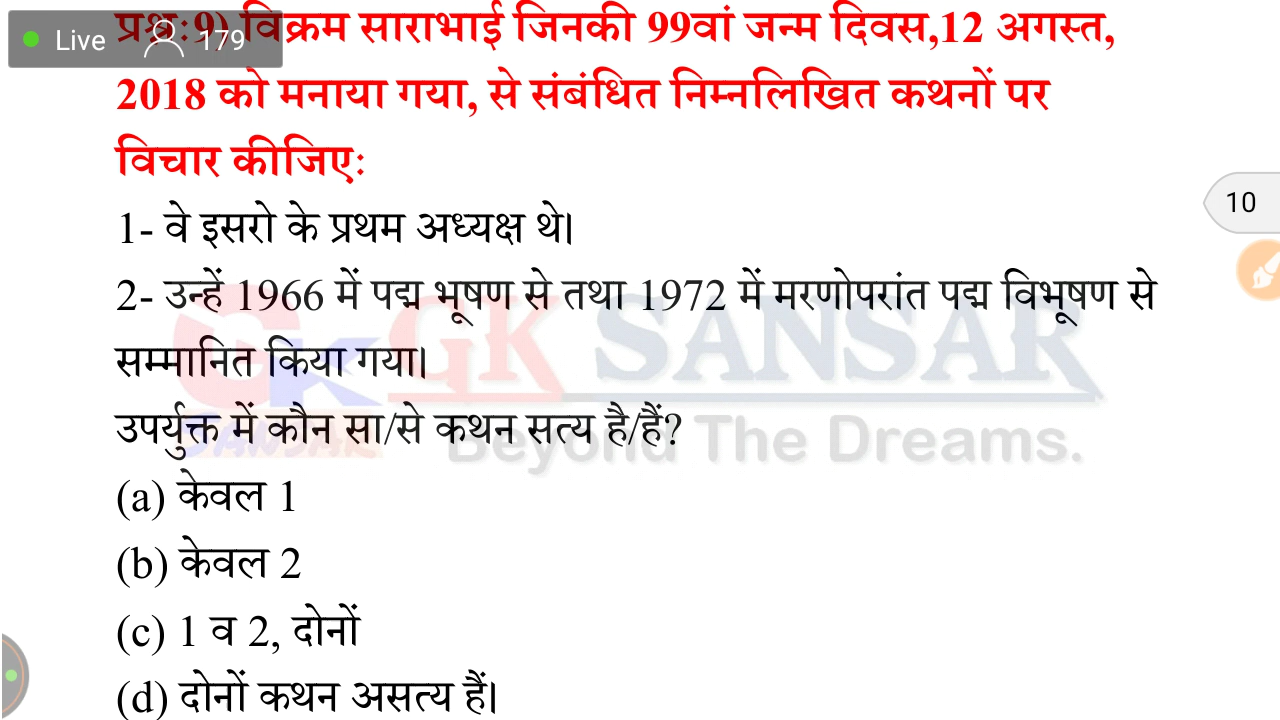 Live 179
प्रश्न:9) विक्रम साराभाई जिनकी 99वां जन्म दिवस,12 अगस्त,
2018 को मनाया गया, से संबंधित निम्नलिखित कथनों पर
विचार कीजिए:
10
1- वे इसरो के प्रथम अध्यक्ष थे।
2- उन्हें 1966 में पद्म भूषण से तथा 1972 में मरणोपरांत पद्म विभूषण से
सम्मानित किया गया।
GK SANSAR
उपर्युक्त में कौन सा/से कथन सत्य है/हैं?
SANSAR
Beyond The Dreams.
(a) केवल 1
(b) केवल 2
(c) 1 व 2, दोनों
(d) दोनों कथन असत्य हैं।